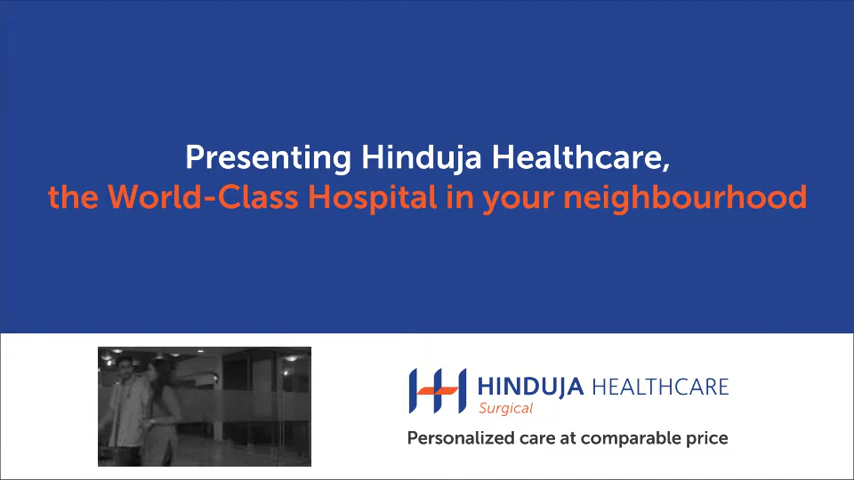 Presenting Hinduja Healthcare,
the World-Class Hospital in your neighbourhood
HINDUJA HEALTHCARE
Surgical
Personalized care at comparable price